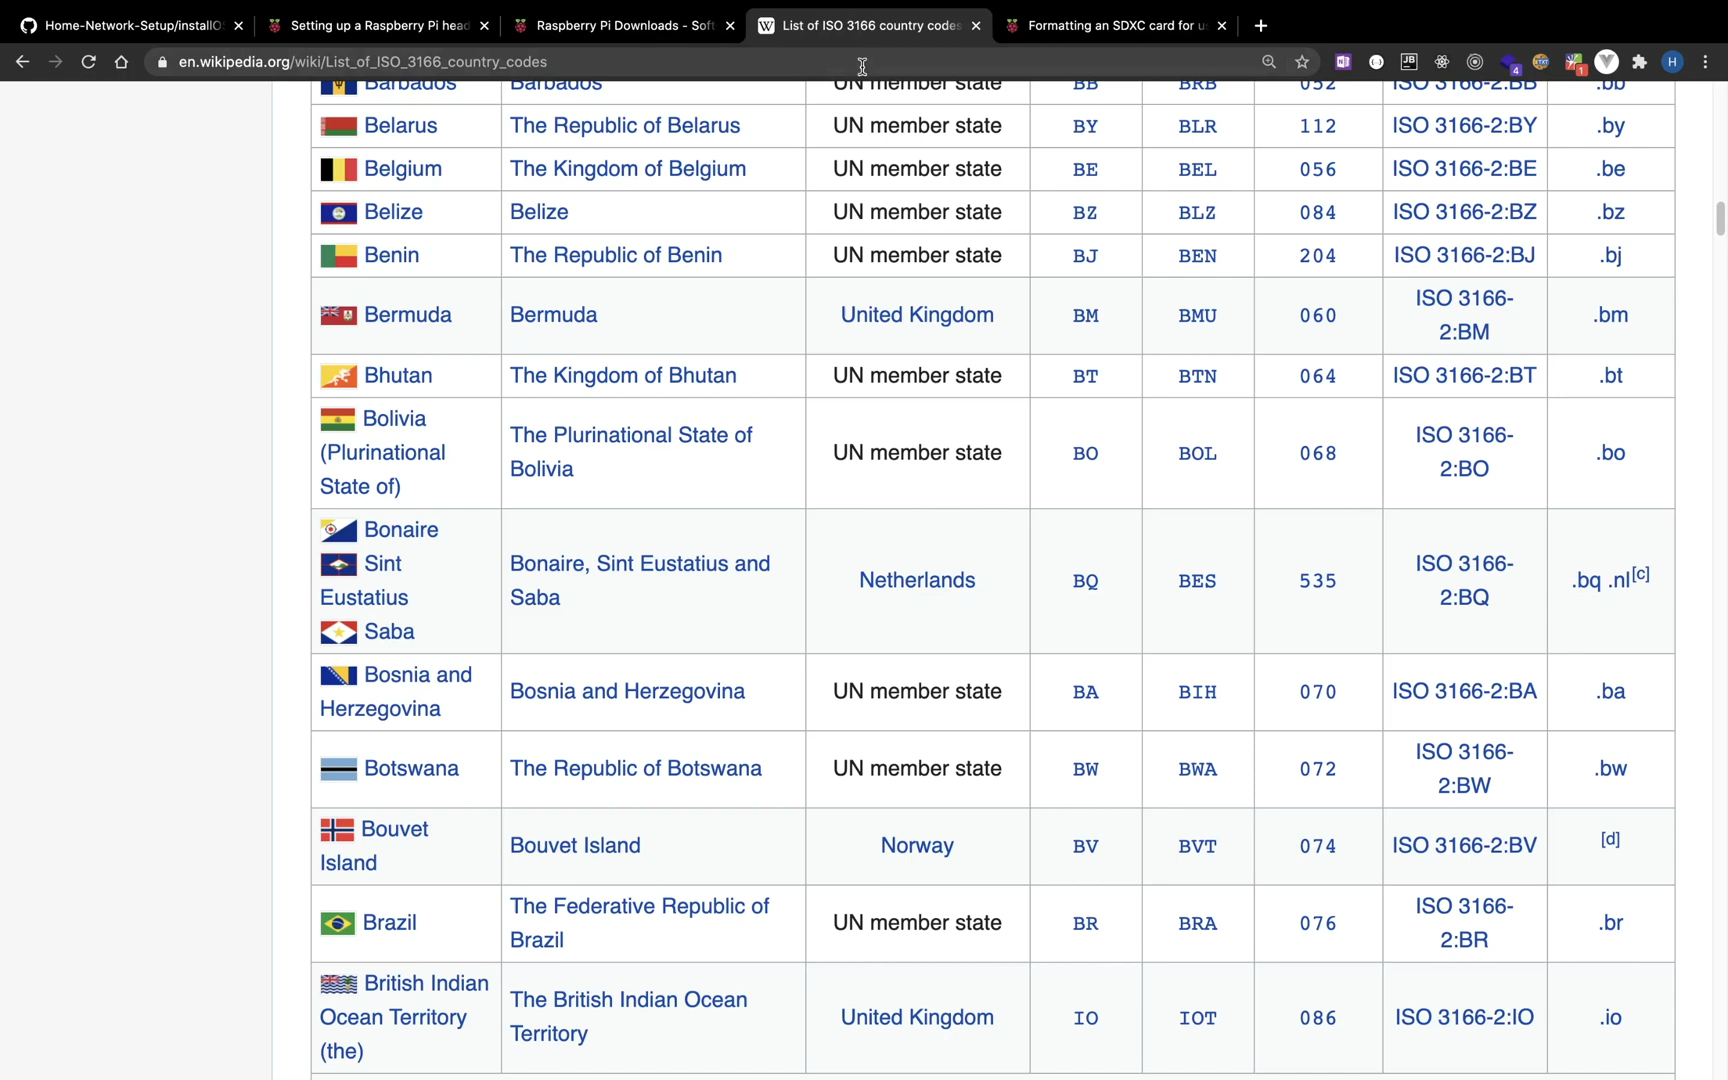 Home-Network-Setup/installO
Setting up a Raspberry Pi head
Raspberry Pi Downloads - Soft
List of ISO 3166 country codes
Formatting an SDXC card for us
en.wikipedia.org/wiki/List_of_ISO_3166_country_codes
4
1
H
Barbados Barbados UN member state BB BRB 052 ISO 3166-2:BB .bb
Belarus The Republic of Belarus UN member state BY BLR 112 ISO 3166-2:BY .by
Belgium The Kingdom of Belgium UN member state BE BEL 056 ISO 3166-2:BE .be
Belize Belize UN member state BZ BLZ 084 ISO 3166-2:BZ .bz
Benin The Republic of Benin UN member state BJ BEN 204 ISO 3166-2:BJ .bj
Bermuda Bermuda United Kingdom BM BMU 060 ISO 3166-
2:BM .bm
Bhutan The Kingdom of Bhutan UN member state BT BTN 064 ISO 3166-2:BT .bt
Bolivia
(Plurinational
State of)
The Plurinational State of
Bolivia
UN member state BO BOL 068
ISO 3166-
2:BO
.bo
Bonaire
Sint
Eustatius
Saba
Bonaire, Sint Eustatius and
Saba
Netherlands BQ BES 535
ISO 3166-
2:BQ
.bq .nl[c]
Bosnia and
Herzegovina
Bosnia and Herzegovina UN member state BA BIH 070 ISO 3166-2:BA .ba
Botswana The Republic of Botswana UN member state BW BWA 072
ISO 3166-
2:BW
.bw
Bouvet
Island
Bouvet Island Norway BV BVT 074 ISO 3166-2:BV [d]
Brazil
The Federative Republic of
Brazil
UN member state BR BRA 076
ISO 3166-
2:BR
.br
British Indian
Ocean Territory
(the)
The British Indian Ocean
Territory
United Kingdom IO IOT 086 ISO 3166-2:IO .io